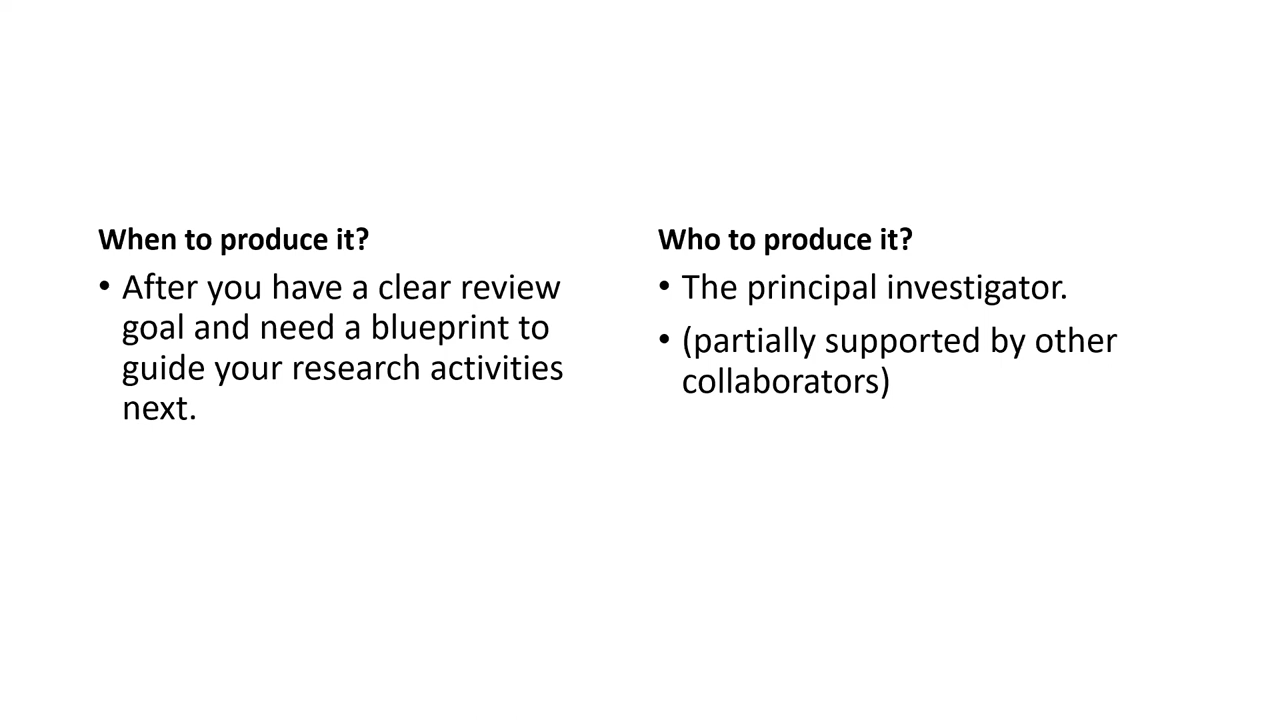 When to produce it?
• After you have a clear review
goal and need a blueprint to
guide your research activities
next.
Who to produce it?
• The principal investigator.
• (partially supported by other
collaborators)